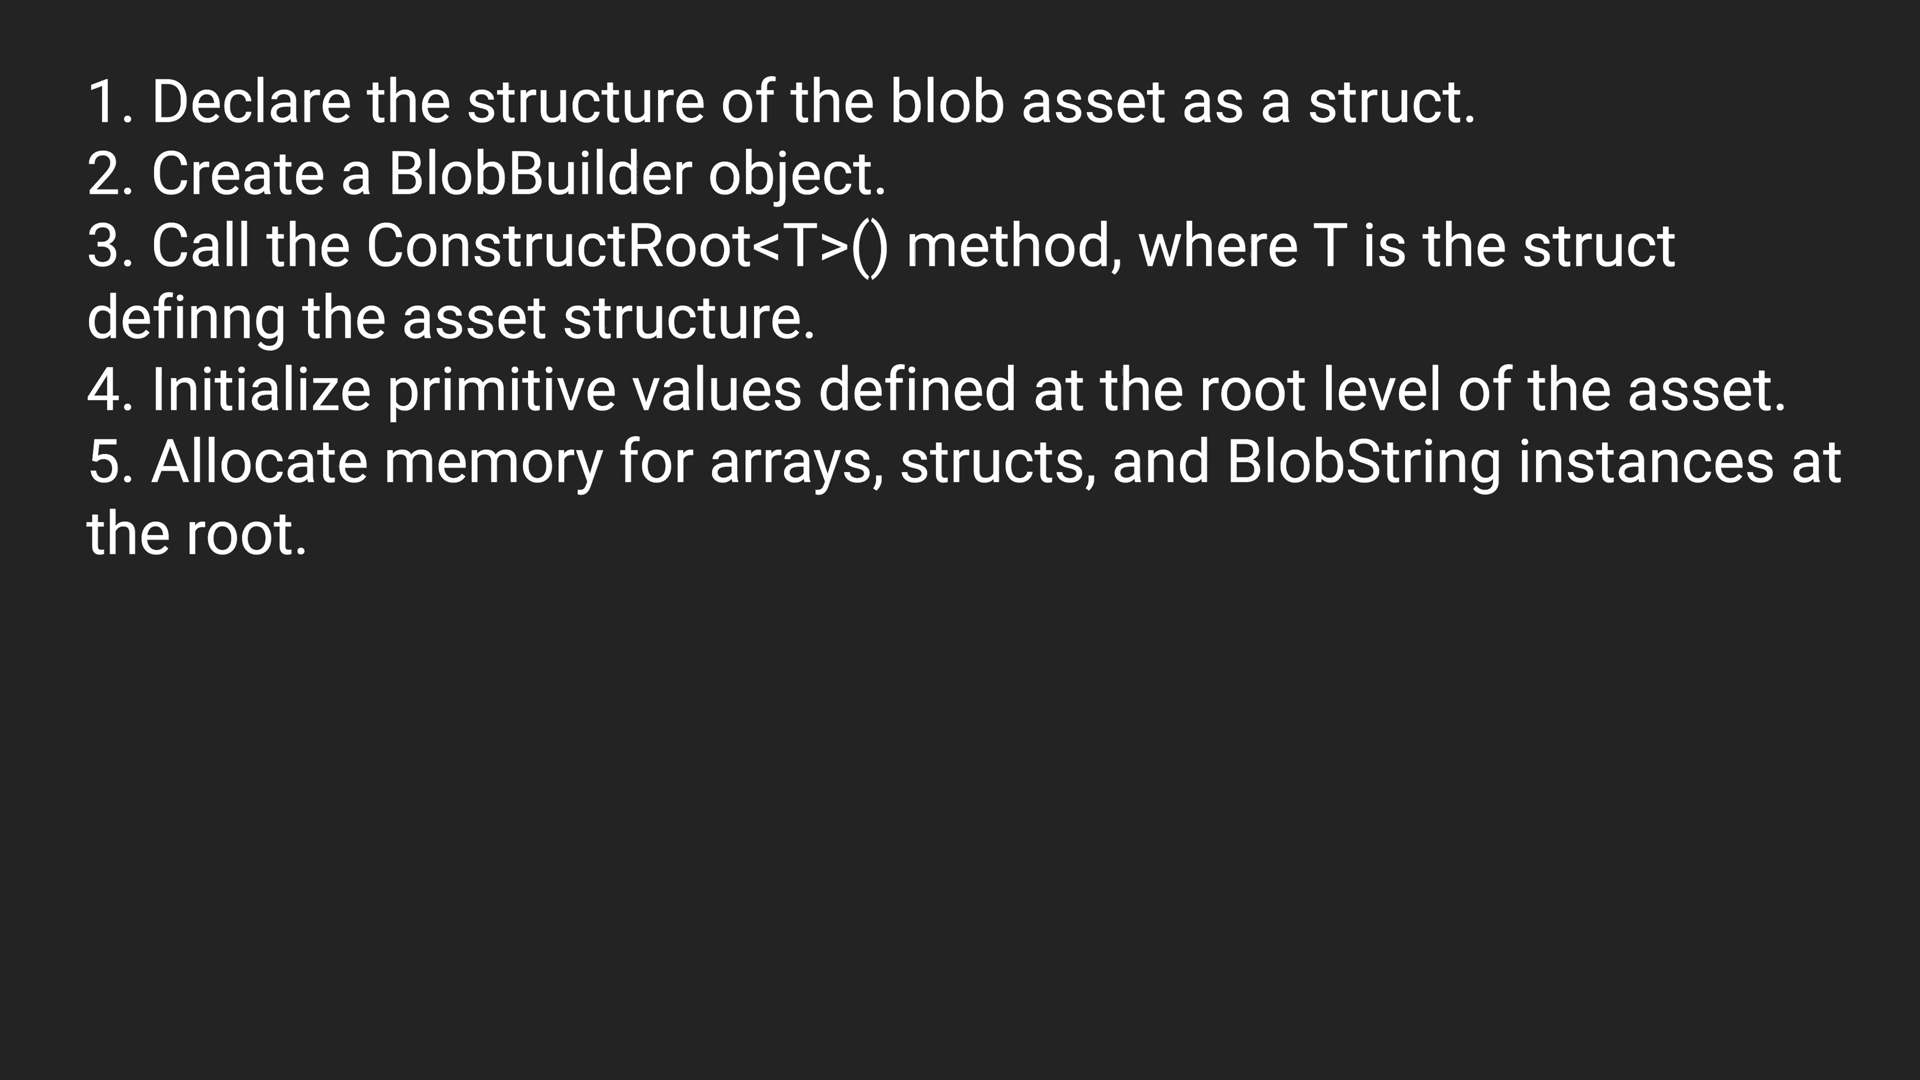 1. Declare the structure of the blob asset as a struct.
2. Create a BlobBuilder object.
3. Call the ConstructRoot<T>() method, where T is the struct
definng the asset structure.
4. Initialize primitive values defined at the root level of the asset.
5. Allocate memory for arrays, structs, and BlobString instances at
the root.